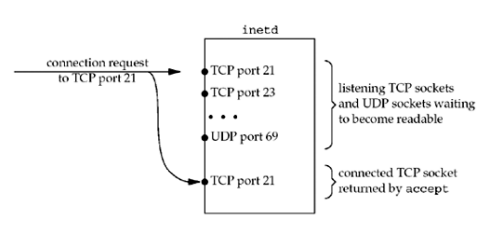 inetd
connection request
to TCP port 21
TCP port 21
TCP port 23
• • •
UDP port 69
TCP port 21
listening TCP sockets
and UDP sockets waiting
to become readable
connected TCP socket
returned by accept